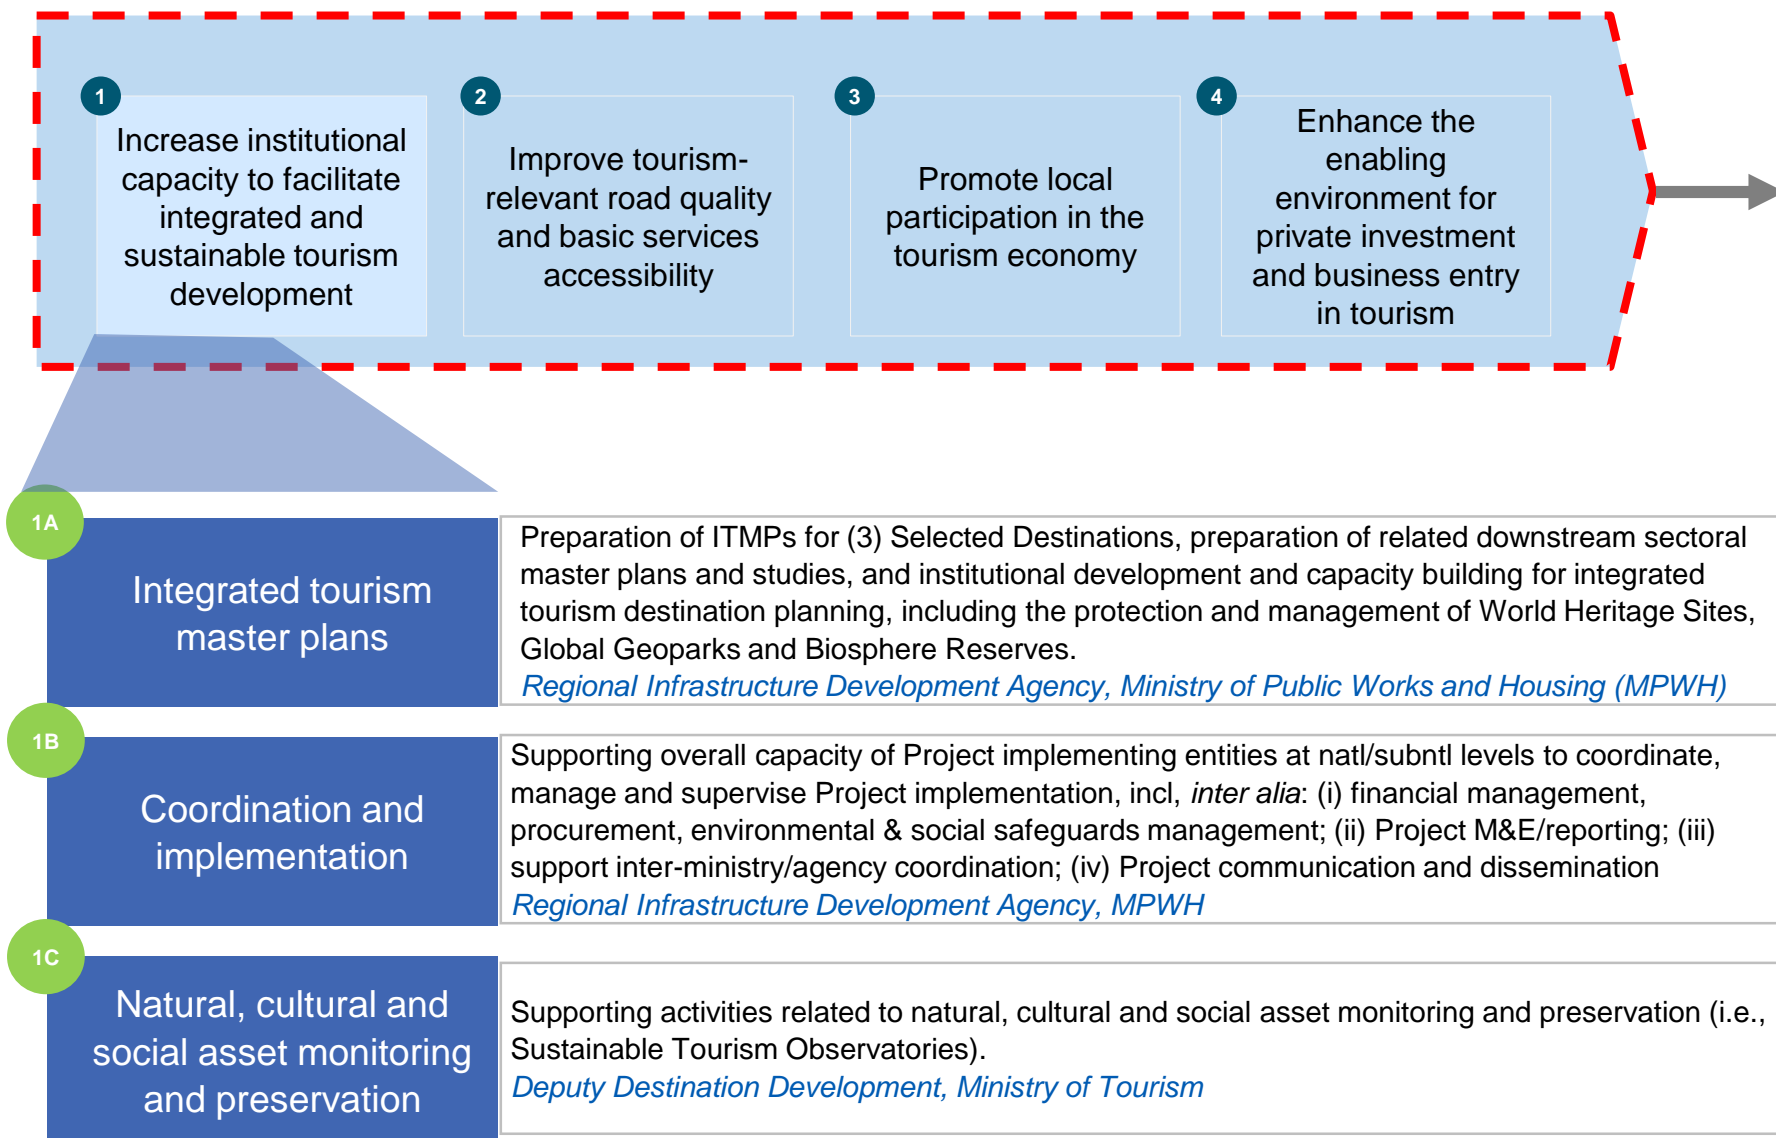 1
Increase institutional
capacity to facilitate
integrated and
sustainable tourism
development
2
Improve tourism-
relevant road quality
and basic services
accessibility
3
Promote local
participation in the
tourism economy
4
Enhance the
enabling
environment for
private investment
and business entry
in tourism
1A
Integrated tourism
master plans
Preparation of ITMPs for (3) Selected Destinations, preparation of related downstream sectoral
master plans and studies, and institutional development and capacity building for integrated
tourism destination planning, including the protection and management of World Heritage Sites,
Global Geoparks and Biosphere Reserves.
Regional Infrastructure Development Agency, Ministry of Public Works and Housing (MPWH)
1B
Coordination and
implementation
Supporting overall capacity of Project implementing entities at natl/subntl levels to coordinate,
manage and supervise Project implementation, incl, inter alia: (i) financial management,
procurement, environmental & social safeguards management; (ii) Project M&E/reporting; (iii)
support inter-ministry/agency coordination; (iv) Project communication and dissemination
Regional Infrastructure Development Agency, MPWH
1C
Natural, cultural and
social asset monitoring
and preservation
Supporting activities related to natural, cultural and social asset monitoring and preservation (i.e.,
Sustainable Tourism Observatories).
Deputy Destination Development, Ministry of Tourism